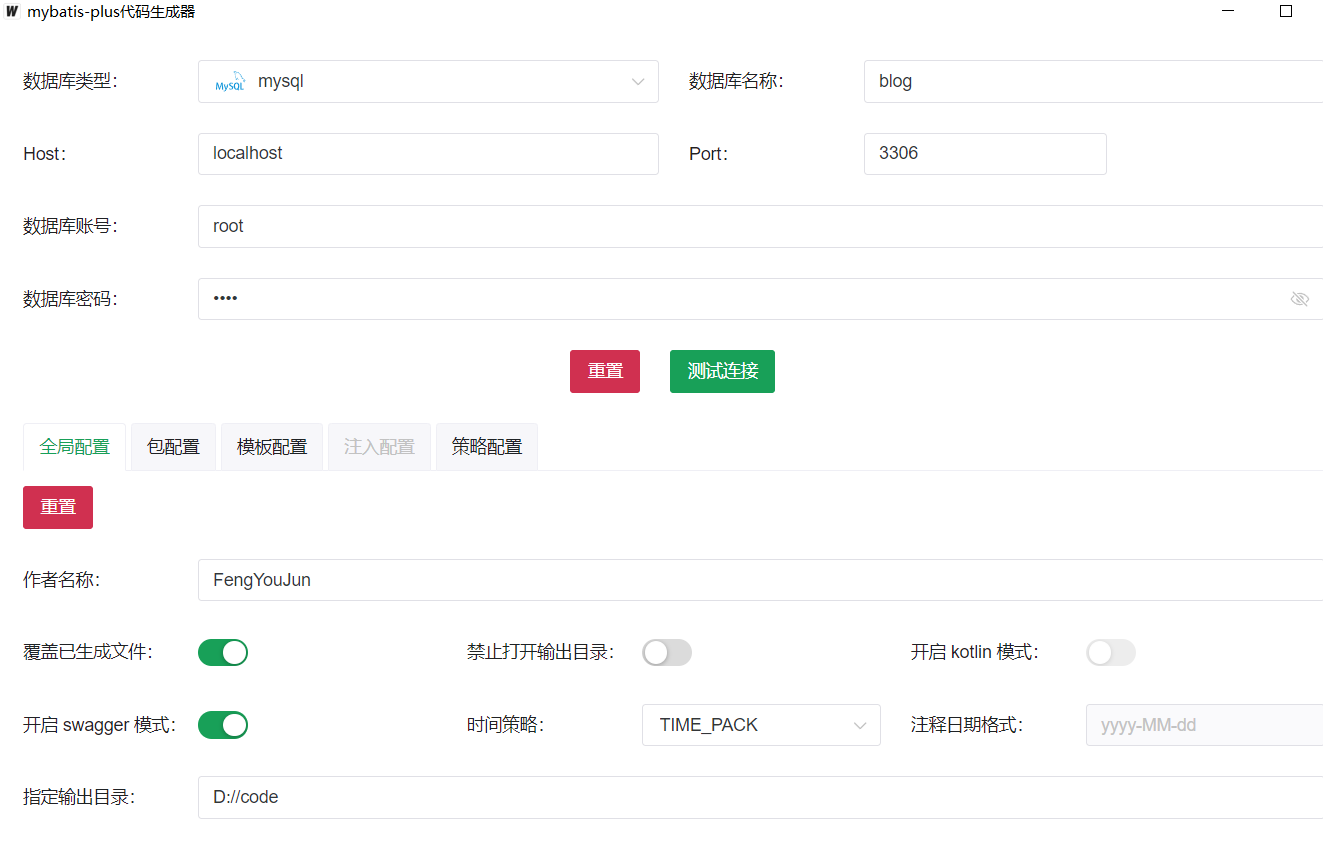 W mybatis-plus代码生成器
数据库类型: MySQL mysql 数据库名称: blog
Host: localhost Port: 3306
数据库账号: root
数据库密码: ••••
重置 测试连接
全局配置 包配置 模板配置 注入配置 策略配置
重置
作者名称: FengYouJun
覆盖已生成文件: 禁止打开输出目录: 开启 kotlin 模式:
开启 swagger 模式: 时间策略: TIME_PACK 注释日期格式: yyyy-MM-dd
指定输出目录: D://code